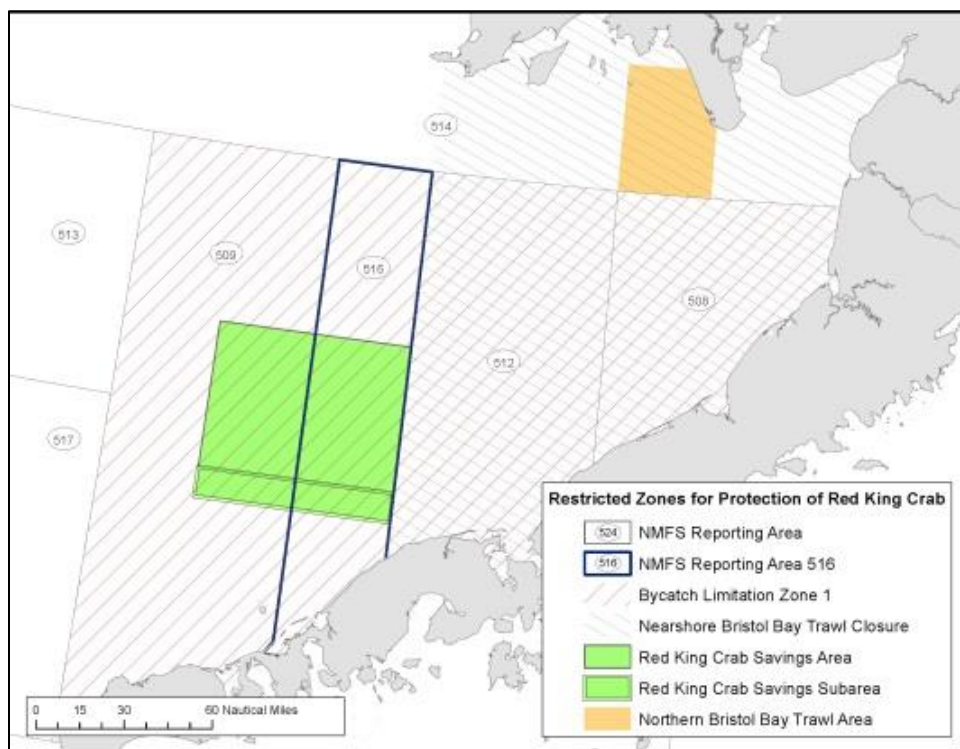 514
513
509
516
508
512
517
Restricted Zones for Protection of Red King Crab
524 NMFS Reporting Area
516 NMFS Reporting Area 516
Bycatch Limitation Zone 1
Nearshore Bristol Bay Trawl Closure
Red King Crab Savings Area
Red King Crab Savings Subarea
Northern Bristol Bay Trawl Area
0 15 30 60 Nautical Miles